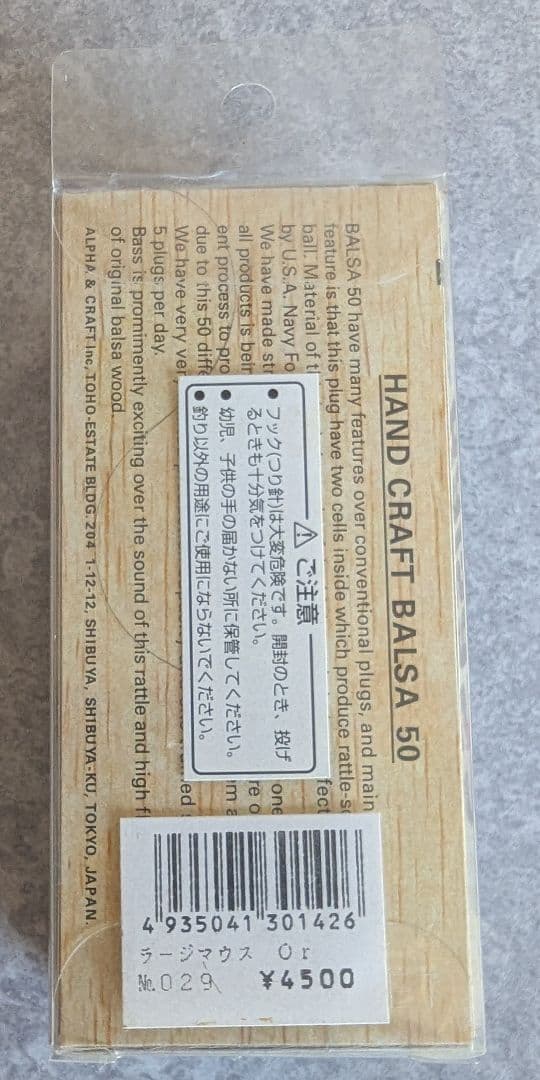 HAND CRAFT BALSA 50
BALSA 50 have many features over conventional plugs, and main
feature is that this plug have two cells inside which produce rattle-s
ball. Material of t
fect
by U.S.A. Navy Fo
one
We have made st
re o
all products is bein
m a
ent process to pro
due to this 50 diffe
ed
We have very ver
5 plugs per day.
Bass is prominently exciting over the sound of this rattle and high f
of original balsa wood.
ALPHA & CRAFT Inc, TOHO-ESTATE BLDG. 204 1-12-12, SHIBUYA, SHIBUYA-KU, TOKYO, JAPAN.
⚠ ご注意
● フック(つり針)は大変危険です。開封のとき、投げ
るときも十分気をつけてください。
● 幼児、子供の手の届かない所に保管してください。
● 釣り以外の用途にご使用にならないでください。
4 935041 301426
ラージマウス Or
No.029 ¥4500